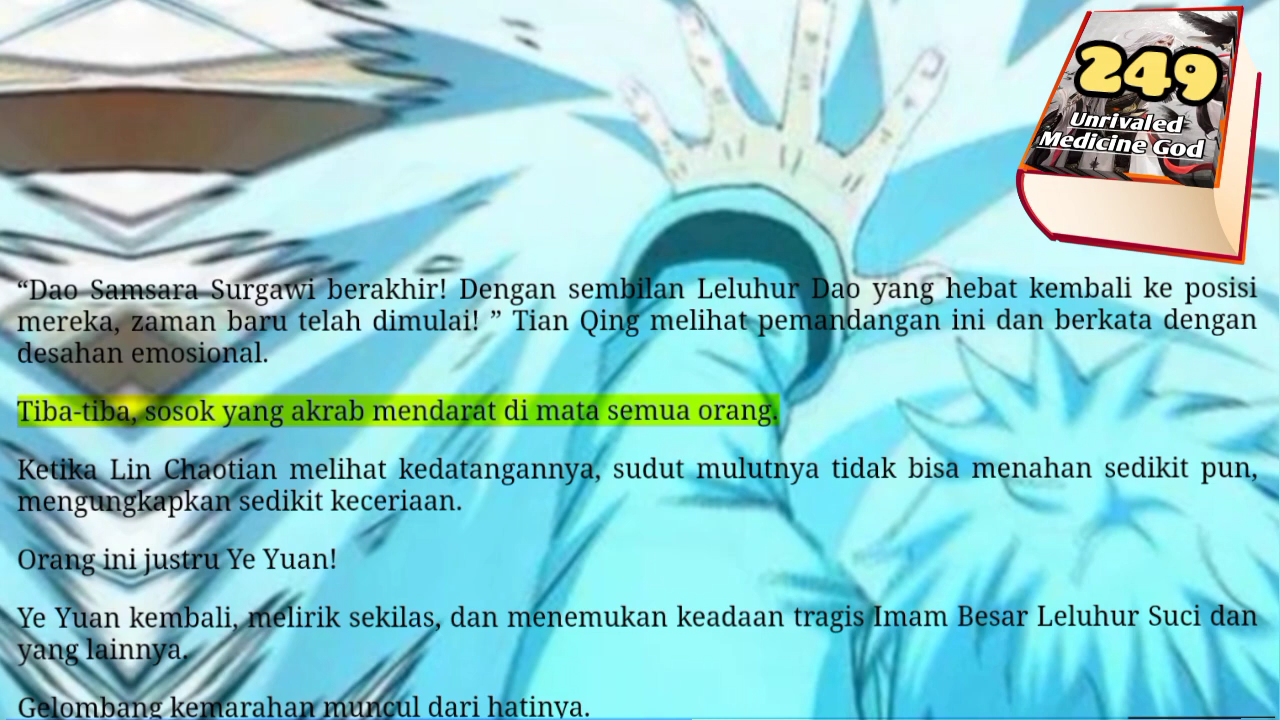 249
Unrivaled
Medicine God
“Dao Samsara Surgawi berakhir! Dengan sembilan Leluhur Dao yang hebat kembali ke posisi
mereka, zaman baru telah dimulai! ” Tian Qing melihat pemandangan ini dan berkata dengan
desahan emosional.
Tiba-tiba, sosok yang akrab mendarat di mata semua orang.
Ketika Lin Chaotian melihat kedatangannya, sudut mulutnya tidak bisa menahan sedikit pun,
mengungkapkan sedikit keceriaan.
Orang ini justru Ye Yuan!
Ye Yuan kembali, melirik sekilas, dan menemukan keadaan tragis Imam Besar Leluhur Suci dan
yang lainnya.
Gelombang kemarahan muncul dari hatinya.